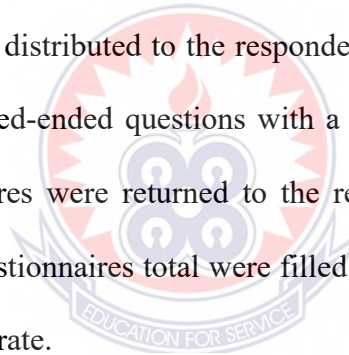 distributed to the responde
ed-ended questions with a
res were returned to the re
stionnaires total were filled
EDUCATION FOR SERVICE
rate.